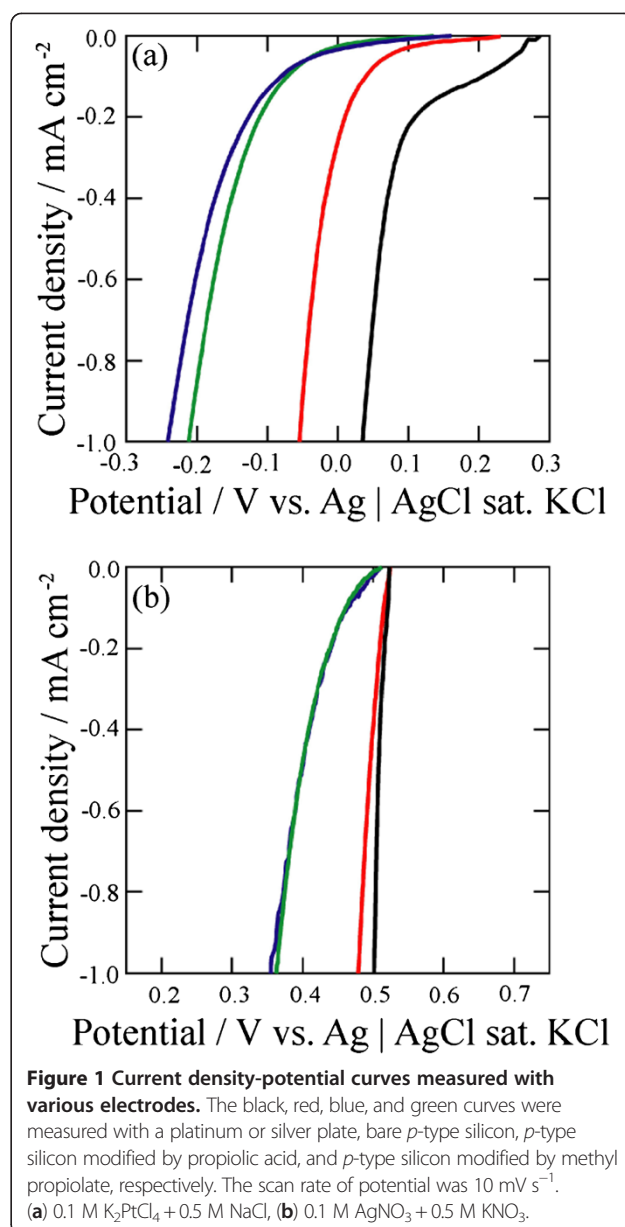 (a)
Current density / mA cm⁻²
0.0
-0.2
-0.4
-0.6
-0.8
-1.0
-0.3 -0.2 -0.1 0.0 0.1 0.2 0.3
Potential / V vs. Ag | AgCl sat. KCl
(b)
Current density / mA cm⁻²
0.0
-0.2
-0.4
-0.6
-0.8
-1.0
0.2 0.3 0.4 0.5 0.6 0.7
Potential / V vs. Ag | AgCl sat. KCl
Figure 1 Current density-potential curves measured with
various electrodes. The black, red, blue, and green curves were
measured with a platinum or silver plate, bare p-type silicon, p-type
silicon modified by propiolic acid, and p-type silicon modified by methyl
propiolate, respectively. The scan rate of potential was 10 mV s⁻¹.
(a) 0.1 M K₂PtCl₄ + 0.5 M NaCl, (b) 0.1 M AgNO₃ + 0.5 M KNO₃.